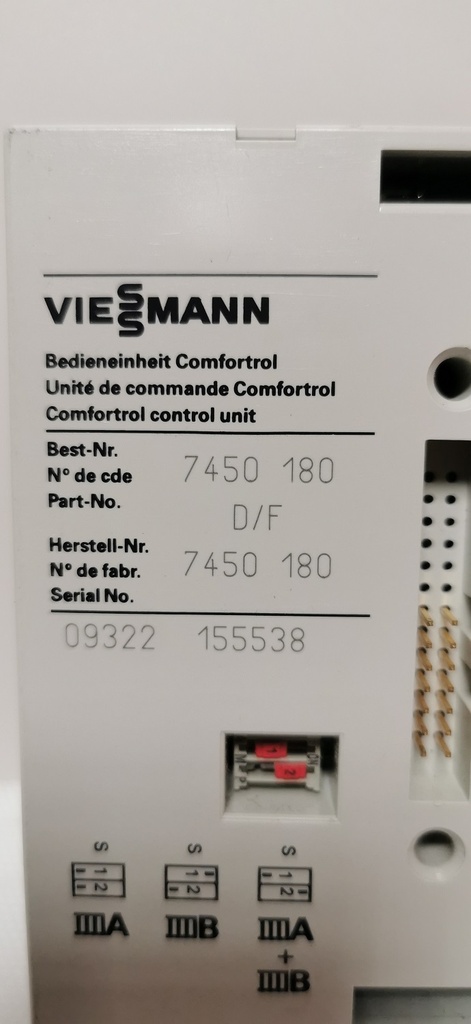 VIESSMANN
Bedieneinheit Comfortrol
Unité de commande Comfortrol
Comfortrol control unit
Best-Nr.
N° de cde 7450 180
Part-No.
D/F
Herstell-Nr.
N° de fabr. 7450 180
Serial No.
09322 155538
1
2
S S S
1 1 1
2 2 2
ⅢA ⅢB ⅢA
+
ⅢB